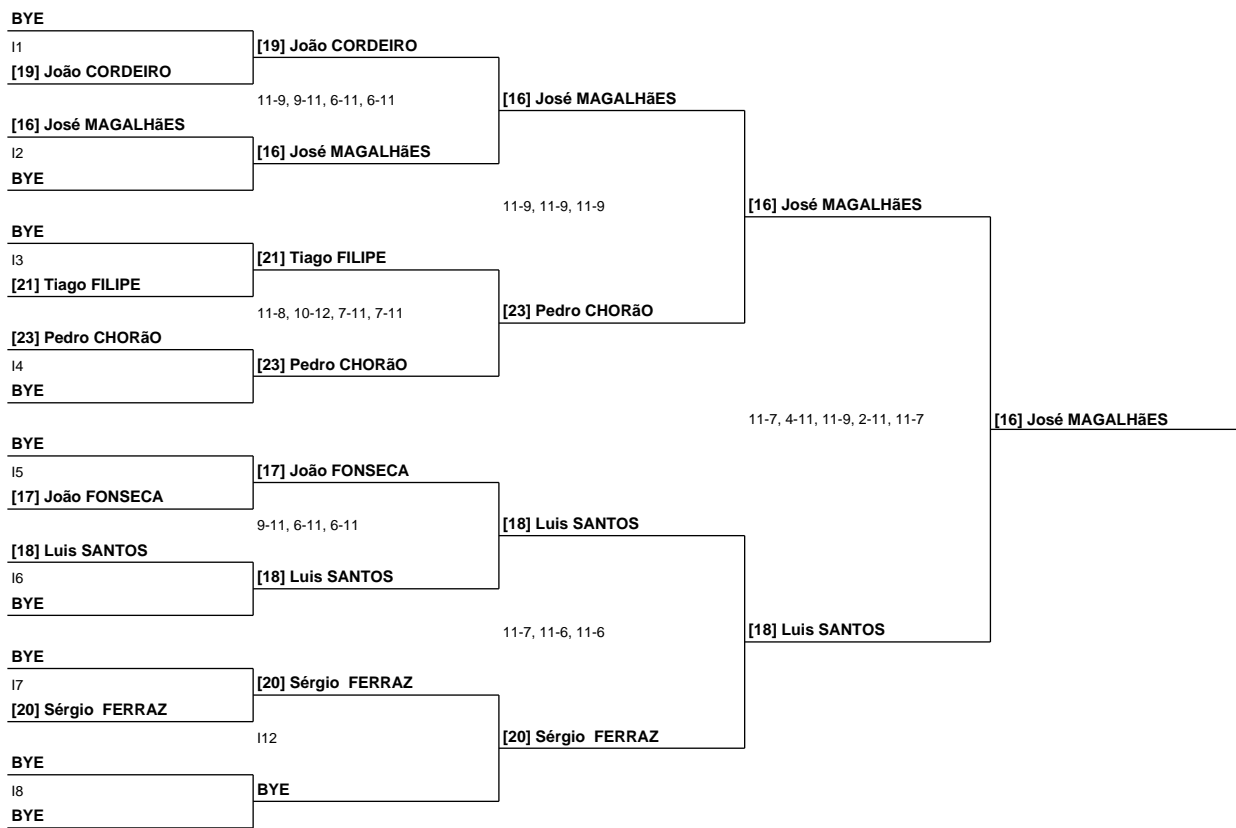 BYE
I1
[19] João CORDEIRO
[19] João CORDEIRO
11-9, 9-11, 6-11, 6-11
[16] José MAGALHãES
[16] José MAGALHãES
I2
[16] José MAGALHãES
BYE
11-9, 11-9, 11-9
[16] José MAGALHãES
BYE
I3
[21] Tiago FILIPE
[21] Tiago FILIPE
11-8, 10-12, 7-11, 7-11
[23] Pedro CHORãO
[23] Pedro CHORãO
I4
[23] Pedro CHORãO
BYE
11-7, 4-11, 11-9, 2-11, 11-7
[16] José MAGALHãES
BYE
I5
[17] João FONSECA
[17] João FONSECA
9-11, 6-11, 6-11
[18] Luis SANTOS
[18] Luis SANTOS
I6
[18] Luis SANTOS
BYE
11-7, 11-6, 11-6
[18] Luis SANTOS
BYE
I7
[20] Sérgio  FERRAZ
[20] Sérgio  FERRAZ
I12
[20] Sérgio  FERRAZ
BYE
I8
BYE
BYE